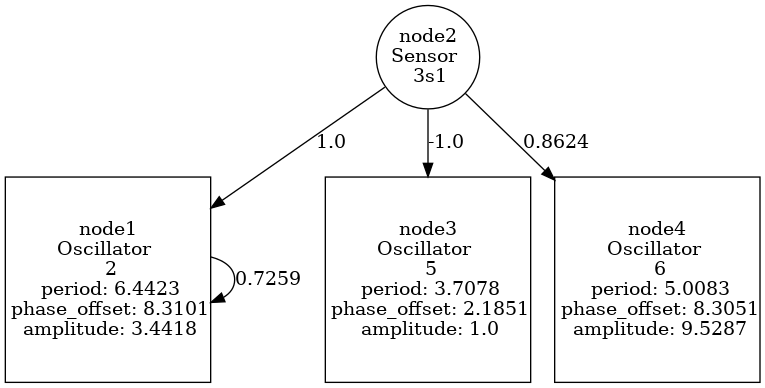 node2
Sensor
3s1
1.0
-1.0
0.8624
node1
Oscillator
2
period: 6.4423
phase_offset: 8.3101
amplitude: 3.4418
0.7259
node3
Oscillator
5
period: 3.7078
phase_offset: 2.1851
amplitude: 1.0
node4
Oscillator
6
period: 5.0083
phase_offset: 8.3051
amplitude: 9.5287